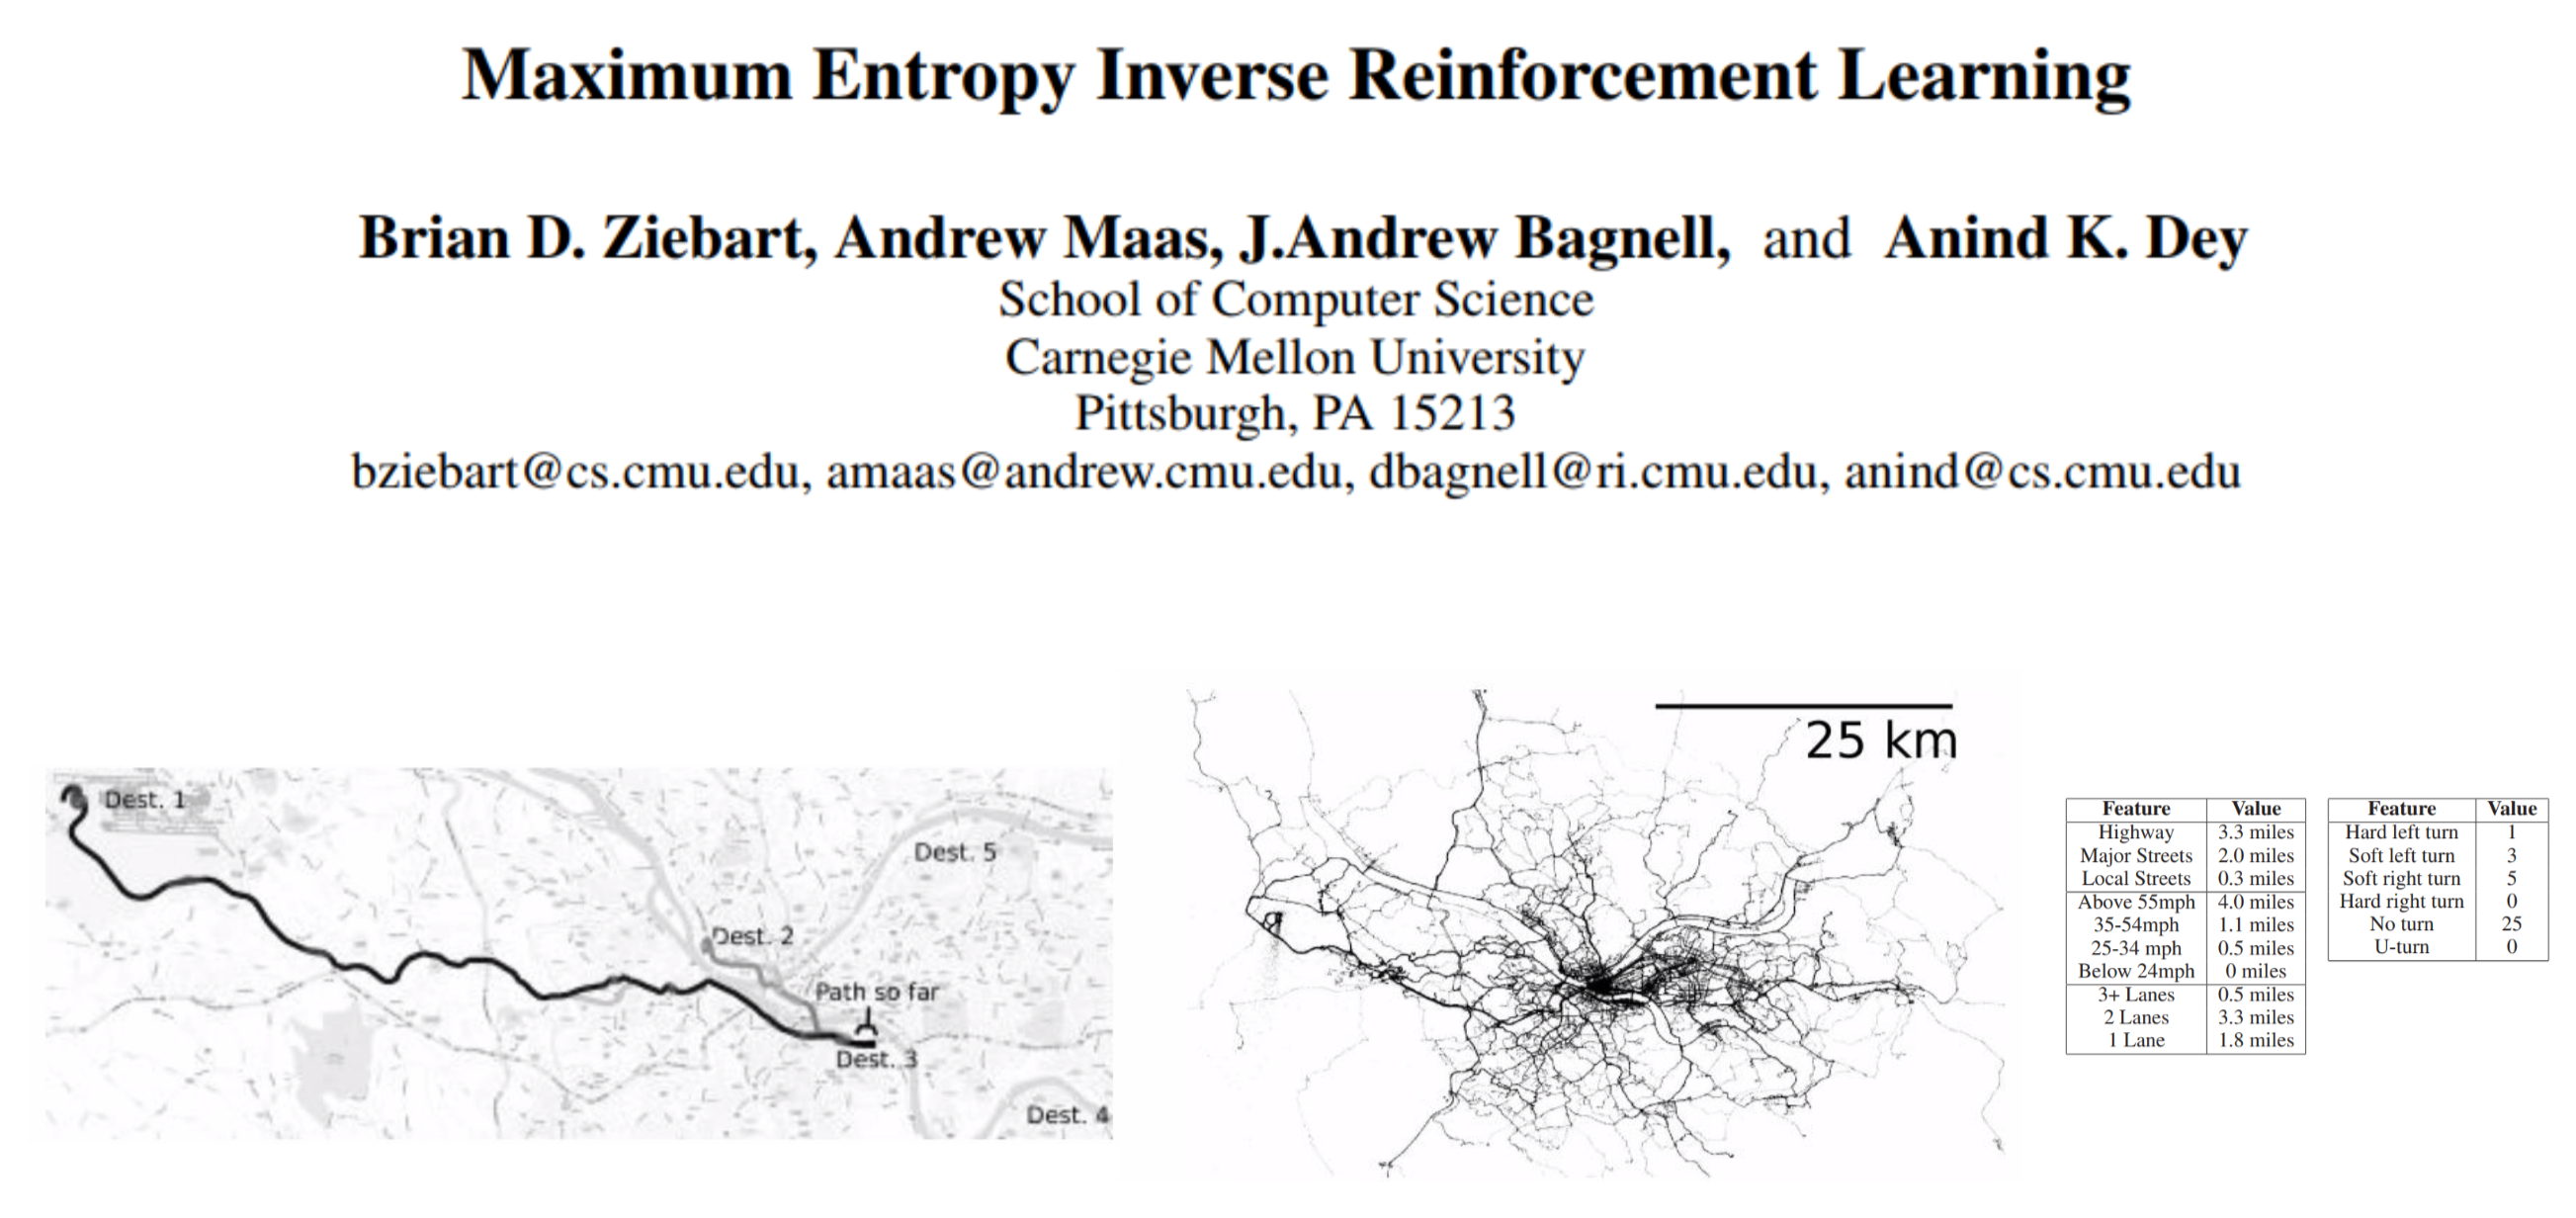 Maximum Entropy Inverse Reinforcement Learning
Brian D. Ziebart, Andrew Maas, J.Andrew Bagnell, and Anind K. Dey
School of Computer Science
Carnegie Mellon University
Pittsburgh, PA 15213
bziebart@cs.cmu.edu, amaas@andrew.cmu.edu, dbagnell@ri.cmu.edu, anind@cs.cmu.edu
Dest. 1
Dest. 5
Dest. 2
Path so far
Dest. 3
Dest. 4
25 km
Feature Value
Highway 3.3 miles
Major Streets 2.0 miles
Local Streets 0.3 miles
Above 55mph 4.0 miles
35-54mph 1.1 miles
25-34 mph 0.5 miles
Below 24mph 0 miles
3+ Lanes 0.5 miles
2 Lanes 3.3 miles
1 Lane 1.8 miles
Feature Value
Hard left turn 1
Soft left turn 3
Soft right turn 5
Hard right turn 0
No turn 25
U-turn 0